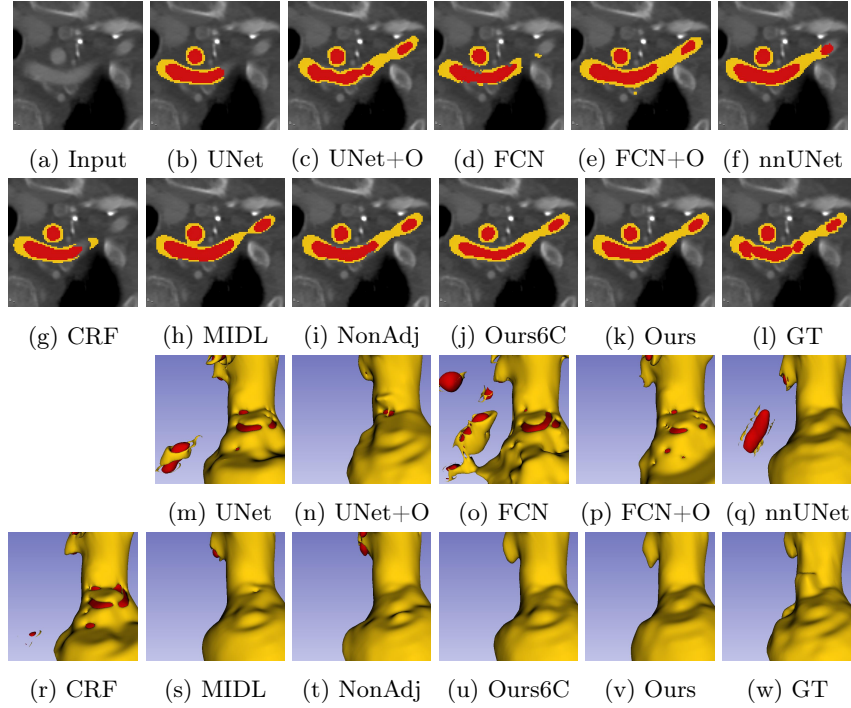 (a) Input (b) UNet (c) UNet+O (d) FCN (e) FCN+O (f) nnUNet
(g) CRF (h) MIDL (i) NonAdj (j) Ours6C (k) Ours (l) GT
(m) UNet (n) UNet+O (o) FCN (p) FCN+O (q) nnUNet
(r) CRF (s) MIDL (t) NonAdj (u) Ours6C (v) Ours (w) GT